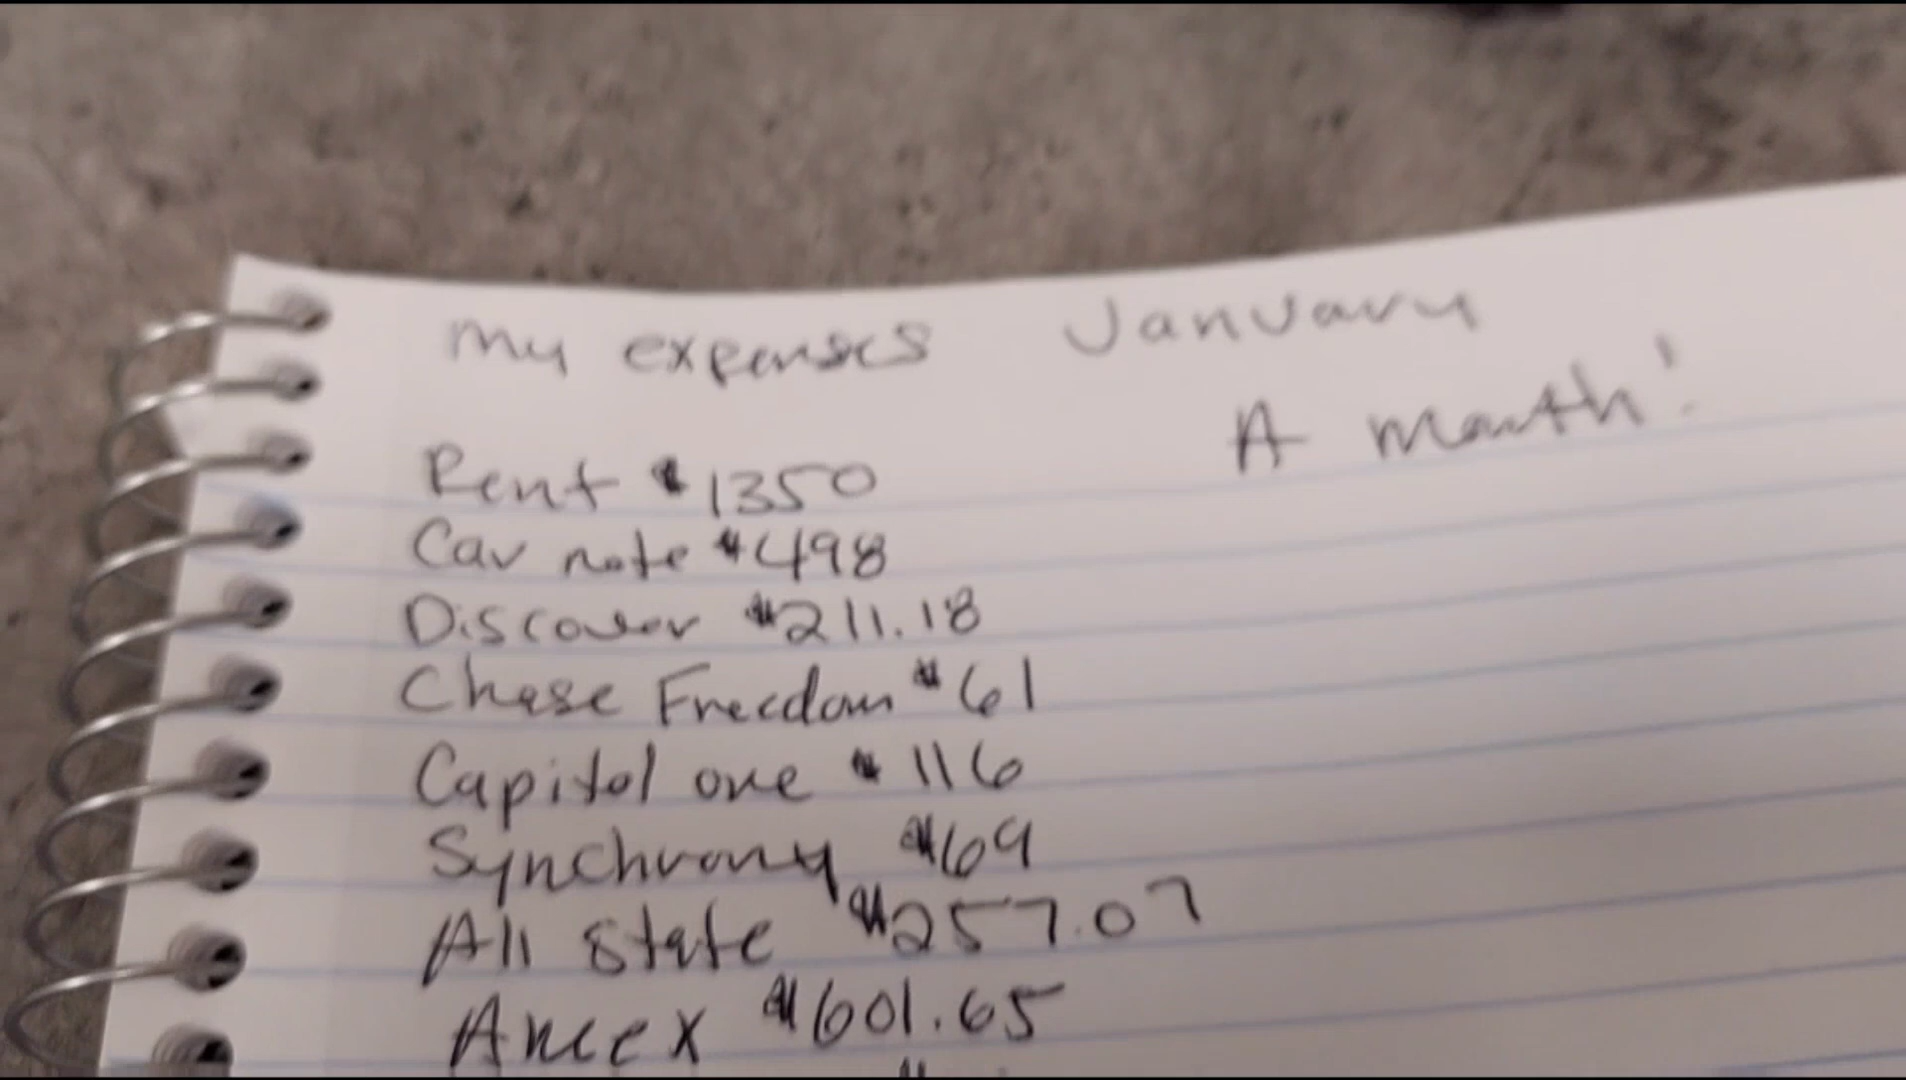 My expenses January
A month!
Rent $1350
Car note $498
Discover $211.18
Chase Freedom $61
Capitol one $116
Synchrony $69
All state $257.07
Amex $601.65